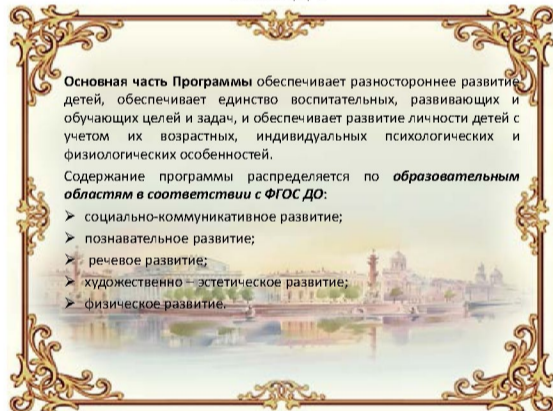 Основная часть Программы обеспечивает разностороннее развитие
детей, обеспечивает единство воспитательных, развивающих и
обучающих целей и задач, и обеспечивает развитие личности детей с
учетом их возрастных, индивидуальных психологических и
физиологических особенностей.
Содержание программы распределяется по образовательным
областям в соответствии с ФГОС ДО:
➢ социально-коммуникативное развитие;
➢ познавательное развитие;
➢ речевое развитие;
➢ художественно – эстетическое развитие;
➢ физическое развитие.